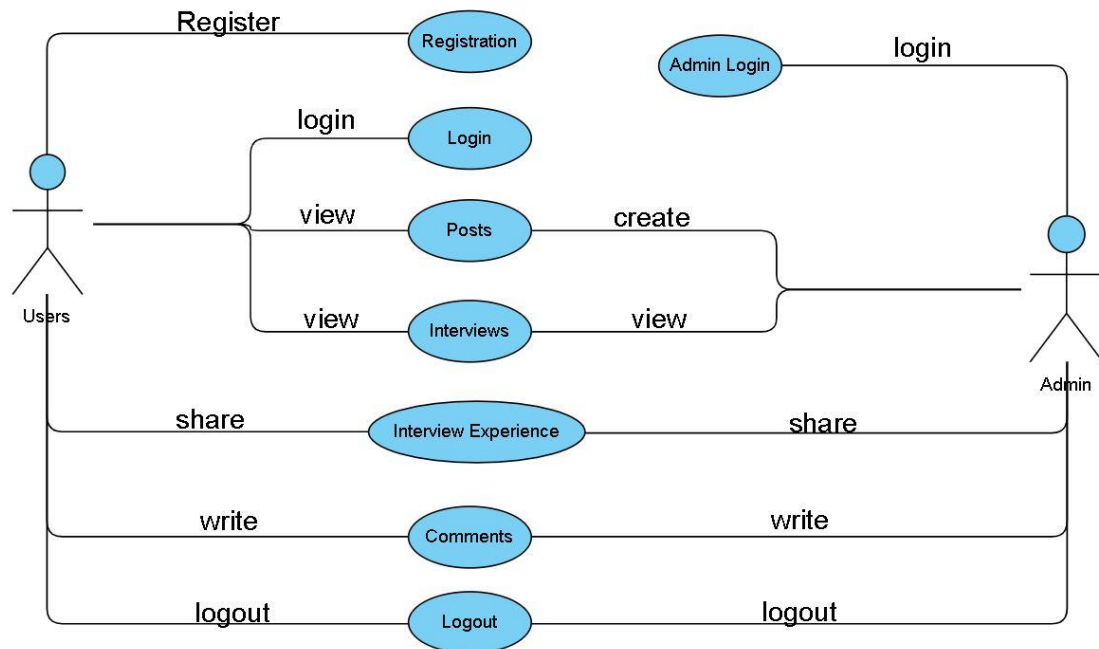 Register
Registration
Admin Login
login
login
Login
view
Posts
create
Users
view
Interviews
view
Admin
share
Interview Experience
share
write
Comments
write
logout
Logout
logout